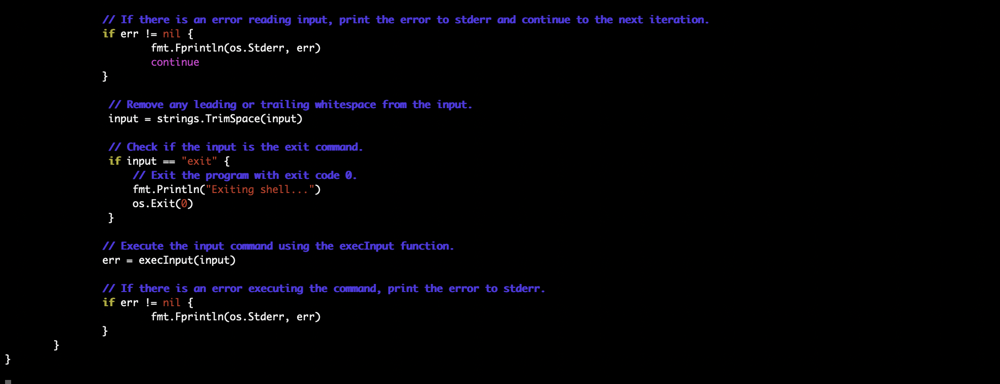 // If there is an error reading input, print the error to stderr and continue to the next iteration.
if err != nil {
fmt.Fprintln(os.Stderr, err)
continue
}
// Remove any leading or trailing whitespace from the input.
input = strings.TrimSpace(input)
// Check if the input is the exit command.
if input == "exit" {
// Exit the program with exit code 0.
fmt.Println("Exiting shell...")
os.Exit(0)
}
// Execute the input command using the execInput function.
err = execInput(input)
// If there is an error executing the command, print the error to stderr.
if err != nil {
fmt.Fprintln(os.Stderr, err)
}
}
}